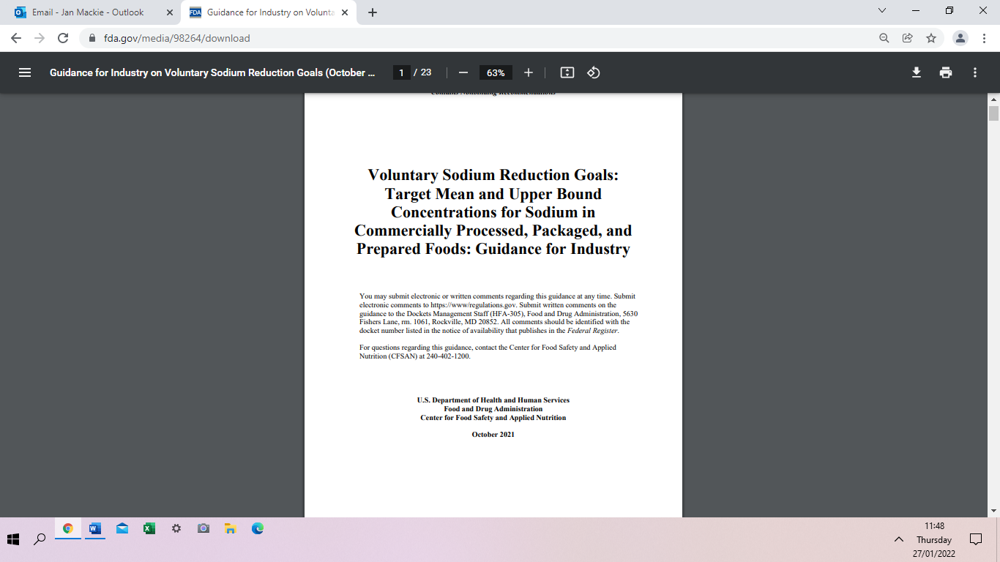 Email - Jan Mackie - Outlook
FDA
Guidance for Industry on Volunta
fda.gov/media/98264/download
Guidance for Industry on Voluntary Sodium Reduction Goals (October ...
1 / 23
63%
Contains Nonbinding Recommendations
Voluntary Sodium Reduction Goals:
Target Mean and Upper Bound
Concentrations for Sodium in
Commercially Processed, Packaged, and
Prepared Foods: Guidance for Industry
You may submit electronic or written comments regarding this guidance at any time. Submit
electronic comments to https://www/regulations.gov. Submit written comments on the
guidance to the Dockets Management Staff (HFA-305), Food and Drug Administration, 5630
Fishers Lane, rm. 1061, Rockville, MD 20852. All comments should be identified with the
docket number listed in the notice of availability that publishes in the Federal Register.
For questions regarding this guidance, contact the Center for Food Safety and Applied
Nutrition (CFSAN) at 240-402-1200.
U.S. Department of Health and Human Services
Food and Drug Administration
Center for Food Safety and Applied Nutrition
October 2021
11:48
Thursday
27/01/2022